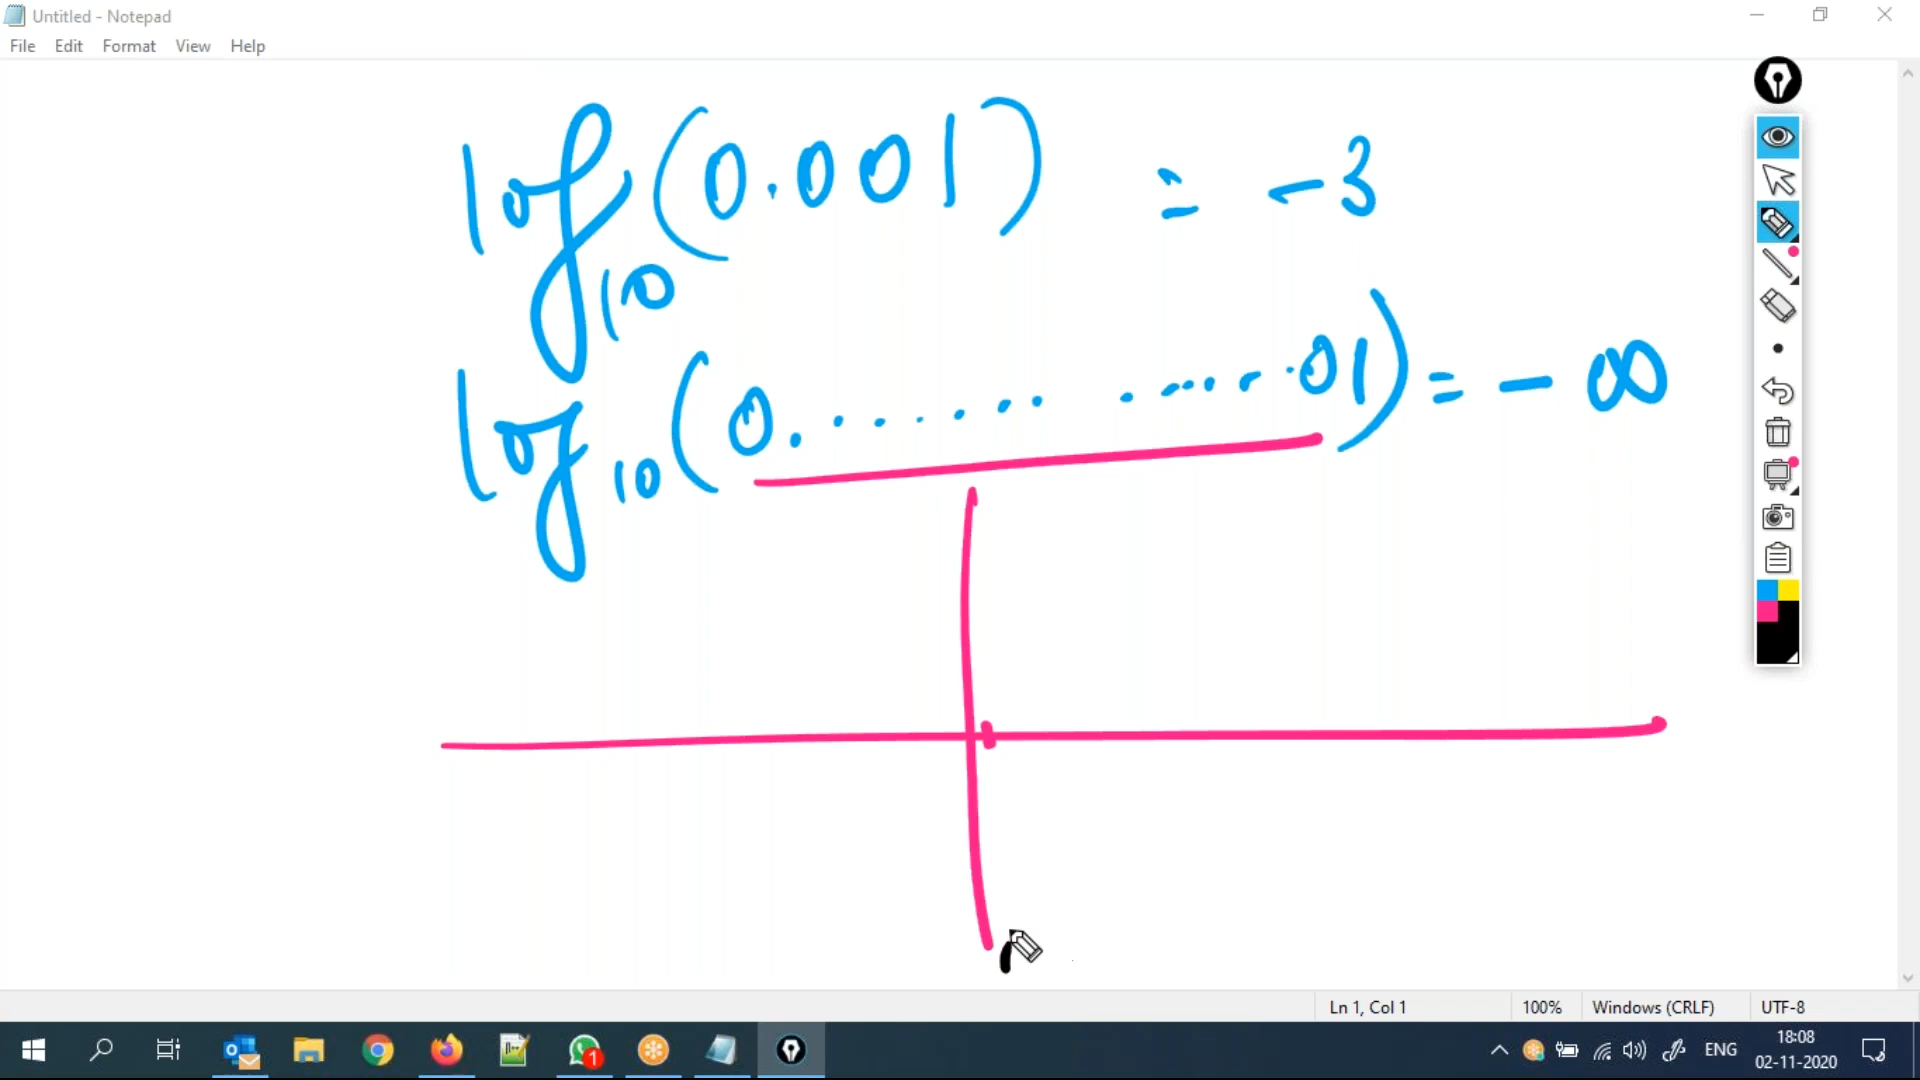 Untitled - Notepad
File Edit Format View Help
log₁₀(0.001) = -3
log₁₀(0.............01) = - ∞
Ln 1, Col 1 100% Windows (CRLF) UTF-8
1 ENG 18:08
02-11-2020